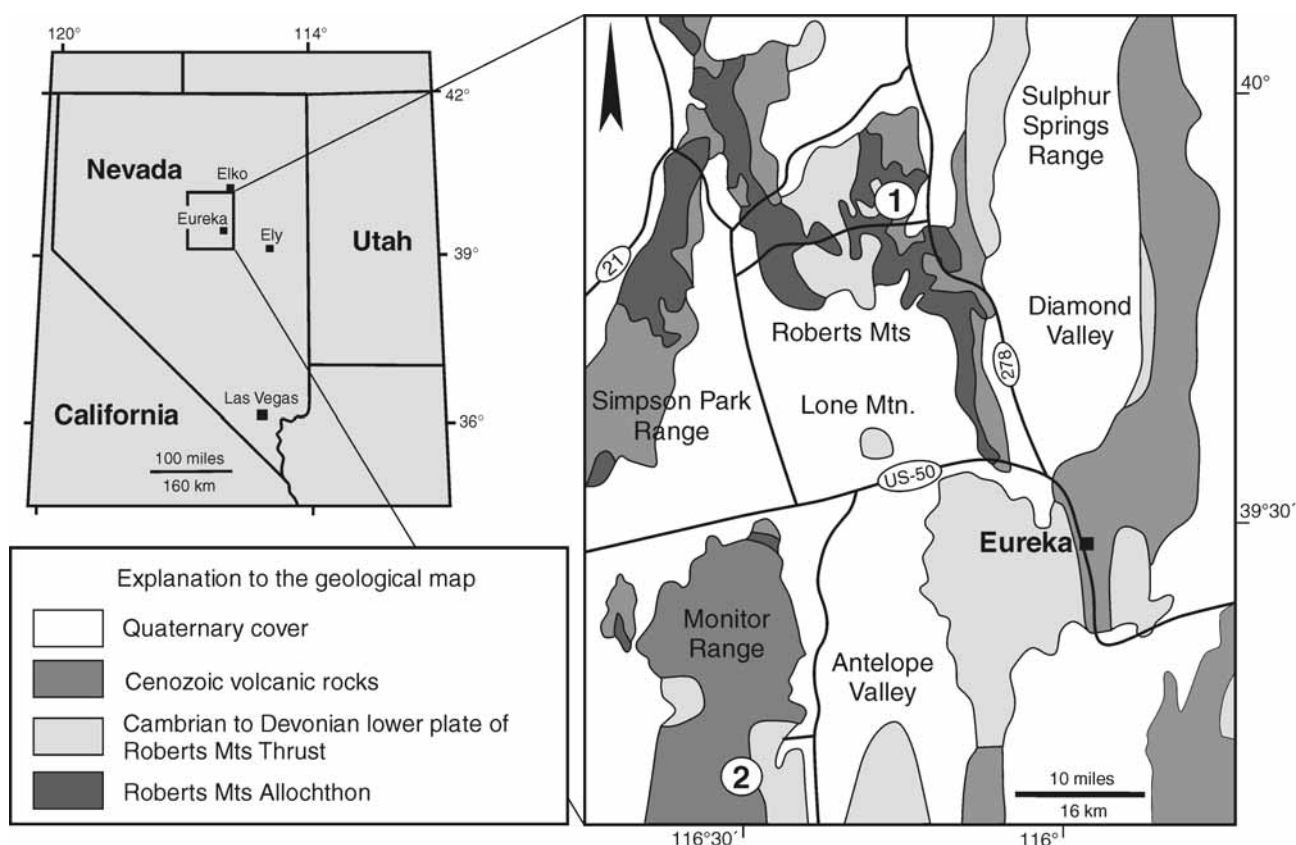 120°
114°
42°
Nevada
Elko
Eureka
Ely
Utah
39°
Las Vegas
California
36°
100 miles
160 km
Explanation to the geological map
Quaternary cover
Cenozoic volcanic rocks
Cambrian to Devonian lower plate of
Roberts Mts Thrust
Roberts Mts Allochthon
40°
Sulphur
Springs
Range
1
21
Diamond
Valley
Roberts Mts
278
Simpson Park
Range
Lone Mtn.
US-50
39°30´
Eureka
Monitor
Range
Antelope
Valley
2
10 miles
16 km
116°30´
116°